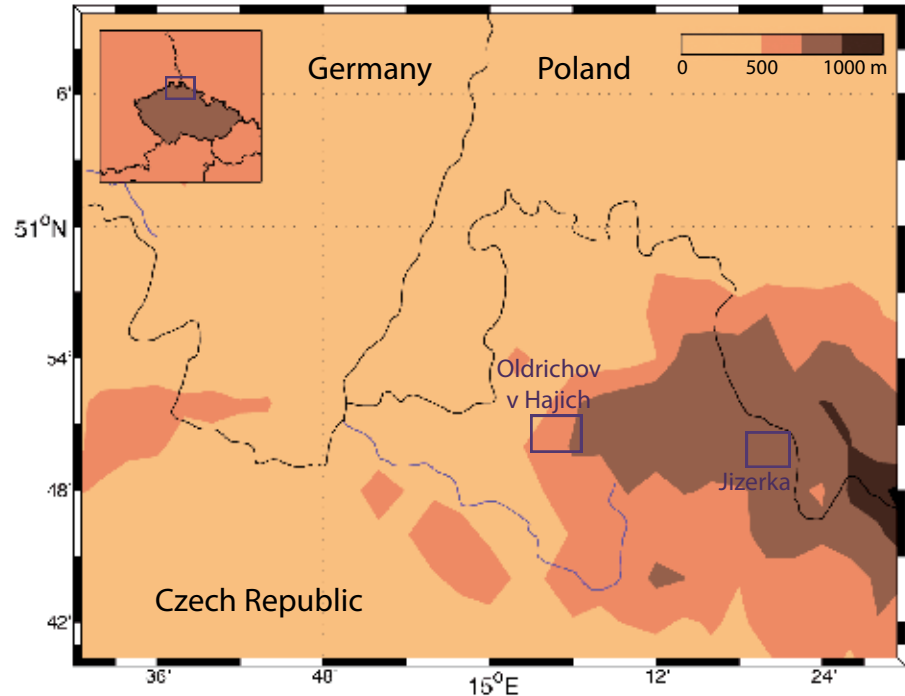 Germany
Poland
0
500
1000 m
6'
51°N
54'
Oldrichov
v Hajich
Jizerka
48'
Czech Republic
42'
36'
48'
15°E
12'
24'